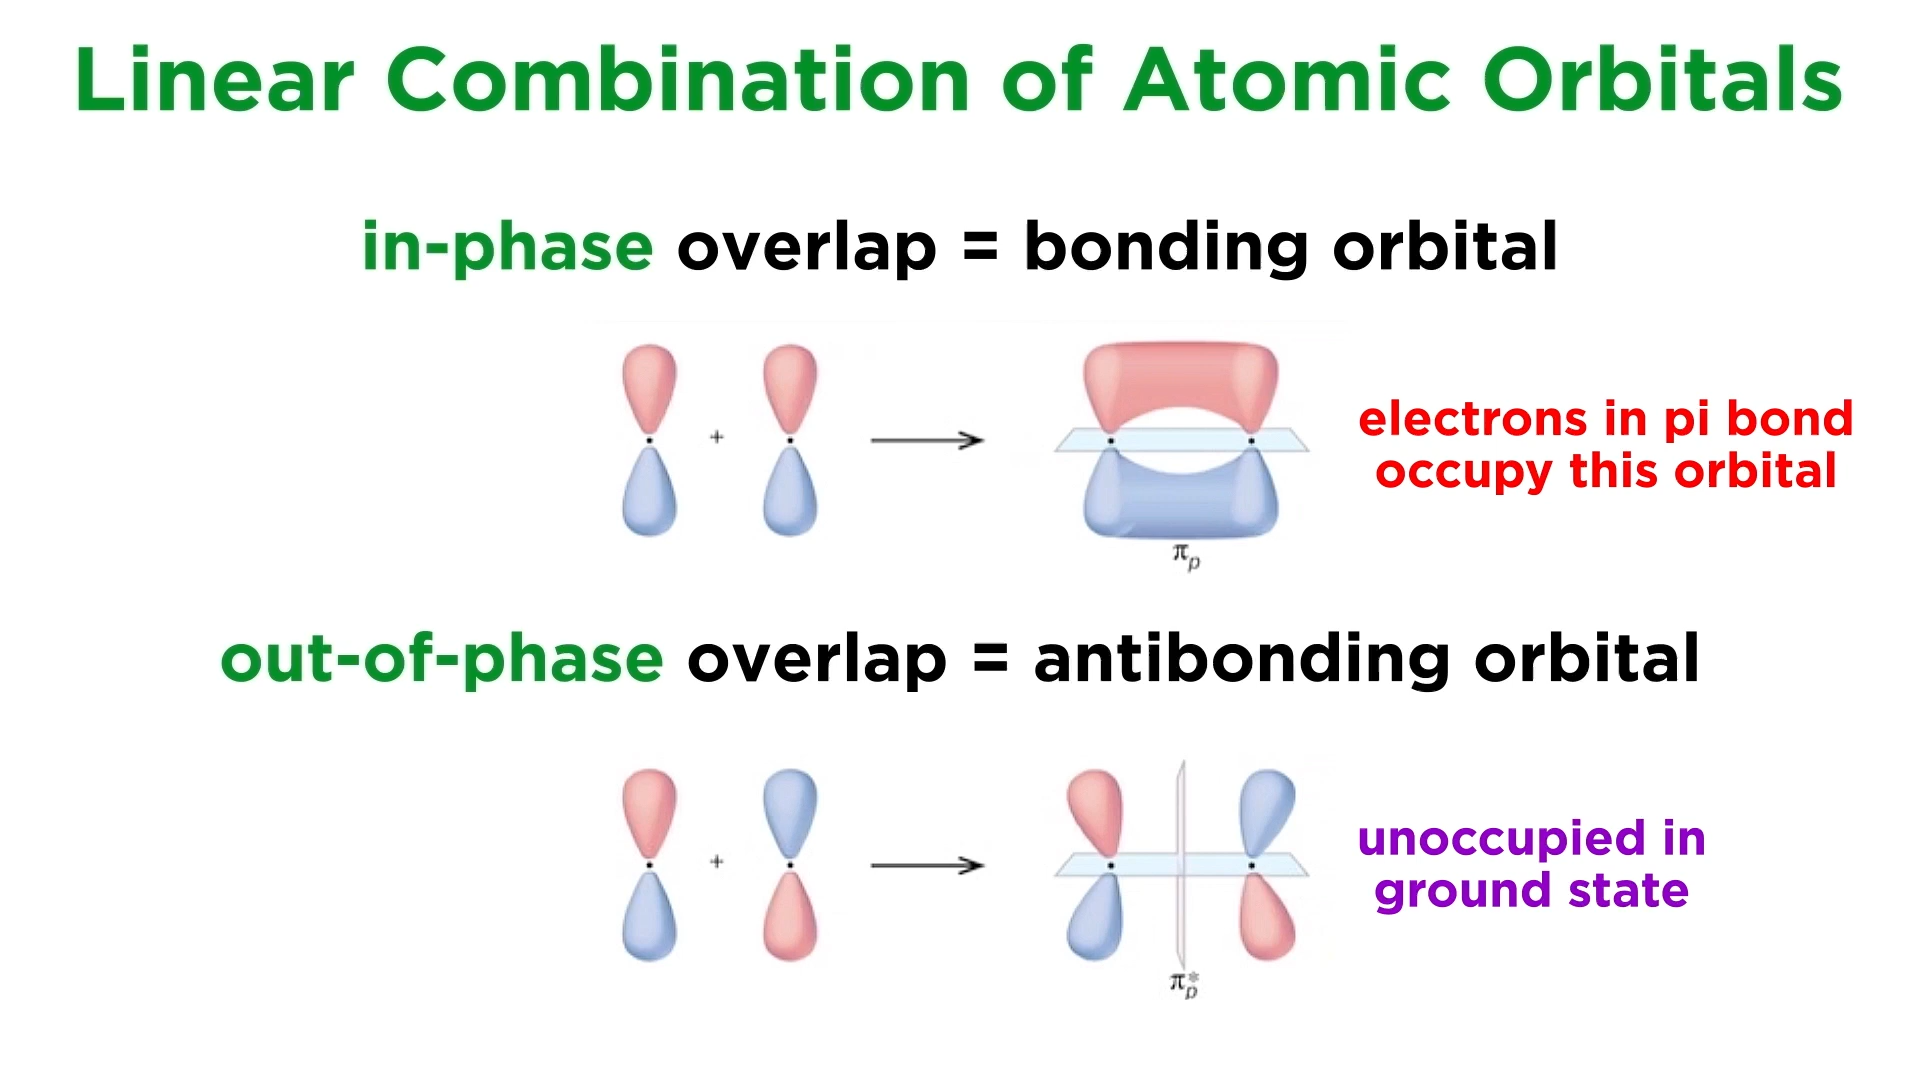 Linear Combination of Atomic Orbitals
in-phase overlap = bonding orbital
+
electrons in pi bond
occupy this orbital
πp
out-of-phase overlap = antibonding orbital
+
unoccupied in
ground state
πp*